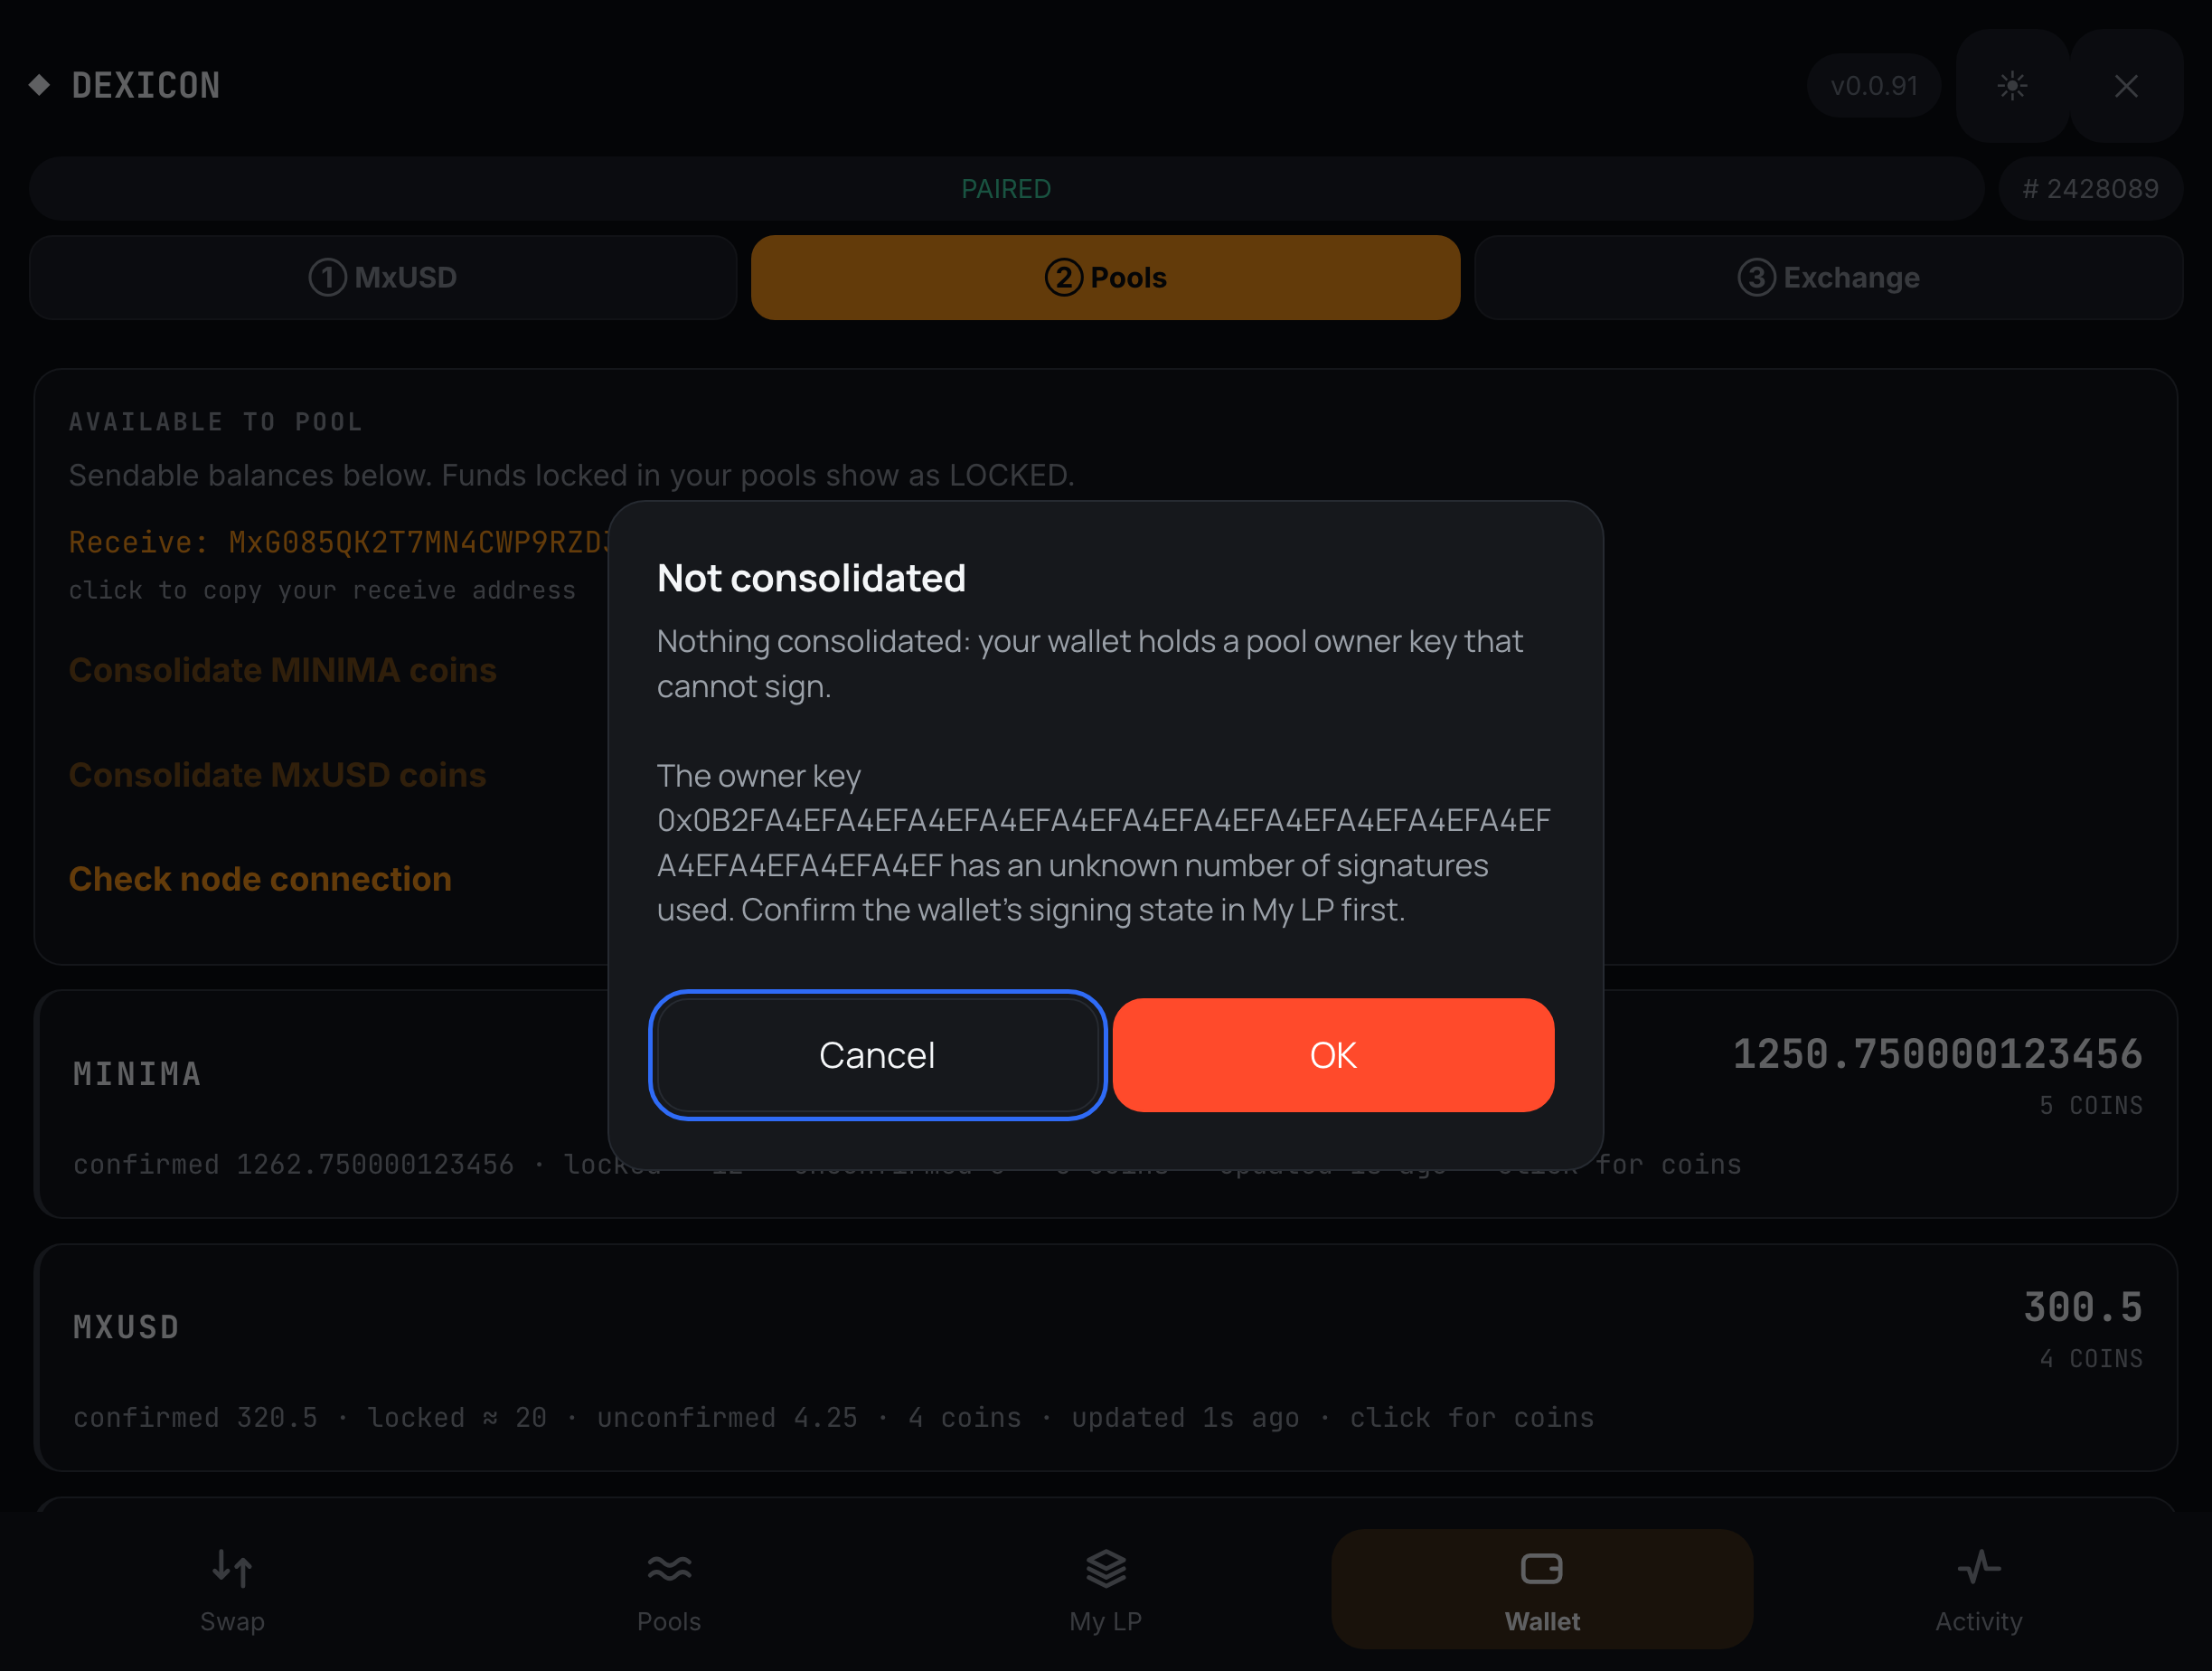 DEXICON
v0.0.91
PAIRED
# 2428089
1 MxUSD
2 Pools
3 Exchange
AVAILABLE TO POOL
Sendable balances below. Funds locked in your pools show as LOCKED.
Receive: MxG085QK2T7MN4CWP9RZD
click to copy your receive address
Consolidate MINIMA coins
Consolidate MxUSD coins
Check node connection
Not consolidated
Nothing consolidated: your wallet holds a pool owner key that
cannot sign.
The owner key
0x0B2FA4EFA4EFA4EFA4EFA4EFA4EFA4EFA4EFA4EFA4EFA4EF
A4EFA4EFA4EFA4EF has an unknown number of signatures
used. Confirm the wallet's signing state in My LP first.
Cancel
OK
MINIMA
1250.750000123456
5 COINS
confirmed 1262.750000123456 · for coins
MXUSD
300.5
4 COINS
confirmed 320.5 · locked ≈ 20 · unconfirmed 4.25 · 4 coins · updated 1s ago · click for coins
Swap
Pools
My LP
Wallet
Activity